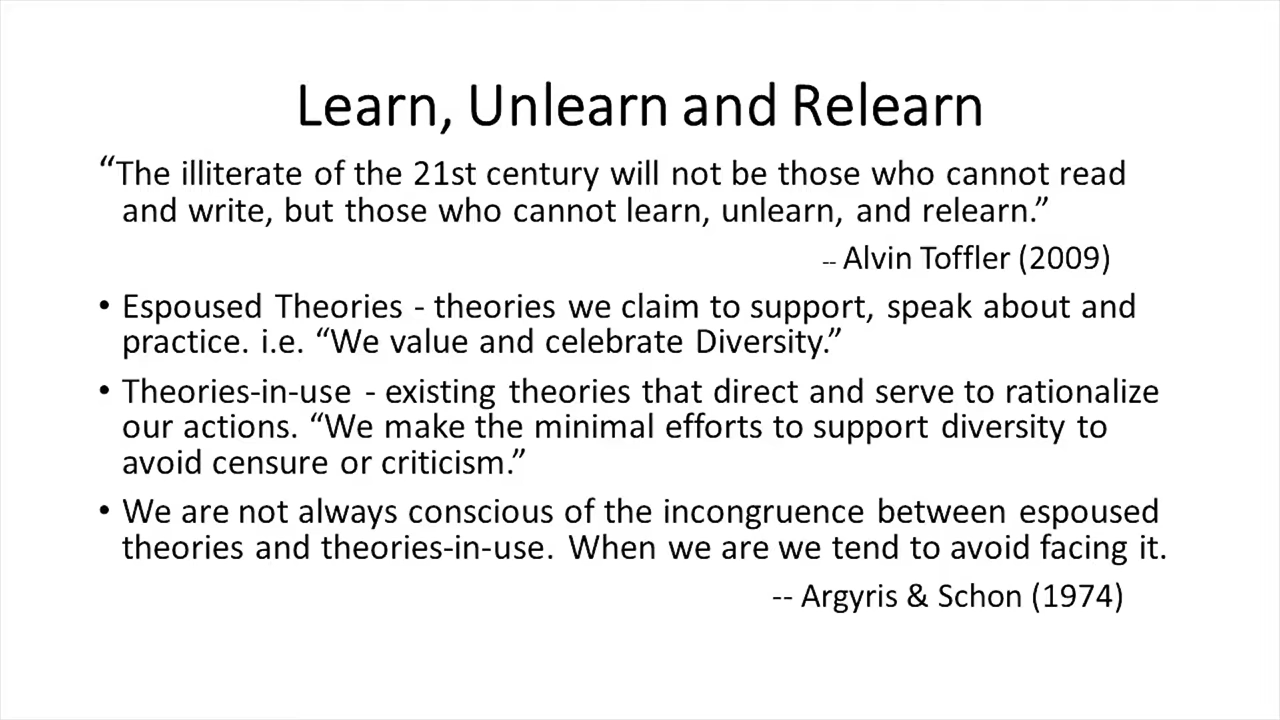 Learn, Unlearn and Relearn
“The illiterate of the 21st century will not be those who cannot read
and write, but those who cannot learn, unlearn, and relearn.”
-- Alvin Toffler (2009)
• Espoused Theories - theories we claim to support, speak about and
practice. i.e. “We value and celebrate Diversity.”
• Theories-in-use - existing theories that direct and serve to rationalize
our actions. “We make the minimal efforts to support diversity to
avoid censure or criticism.”
• We are not always conscious of the incongruence between espoused
theories and theories-in-use. When we are we tend to avoid facing it.
-- Argyris & Schon (1974)